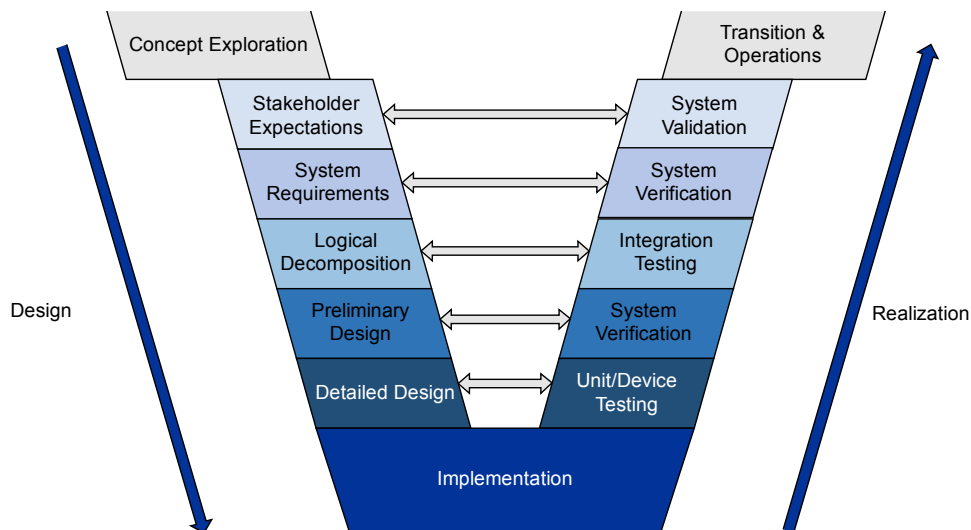 Concept Exploration
Transition &
Operations
Stakeholder
Expectations
System
Validation
System
Requirements
System
Verification
Logical
Decomposition
Integration
Testing
Design
Preliminary
Design
System
Verification
Realization
Detailed Design
Unit/Device
Testing
Implementation